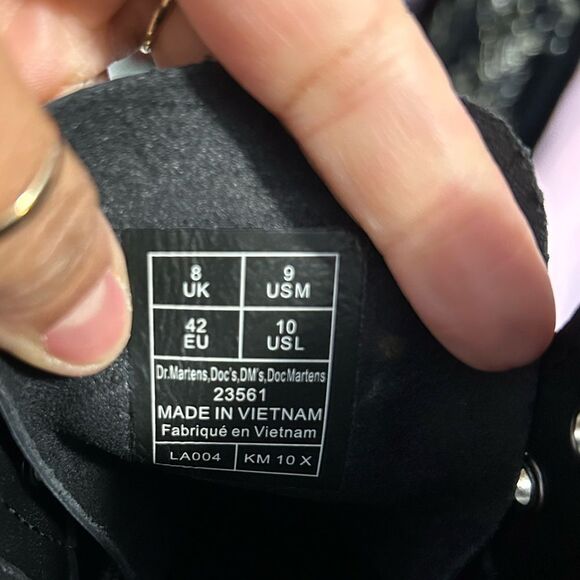 8 9
UK USM
42 10
EU USL
Dr.Martens,Doc's,DM's,DocMartens
23561
MADE IN VIETNAM
Fabriqué en Vietnam
LA004 KM 10 X